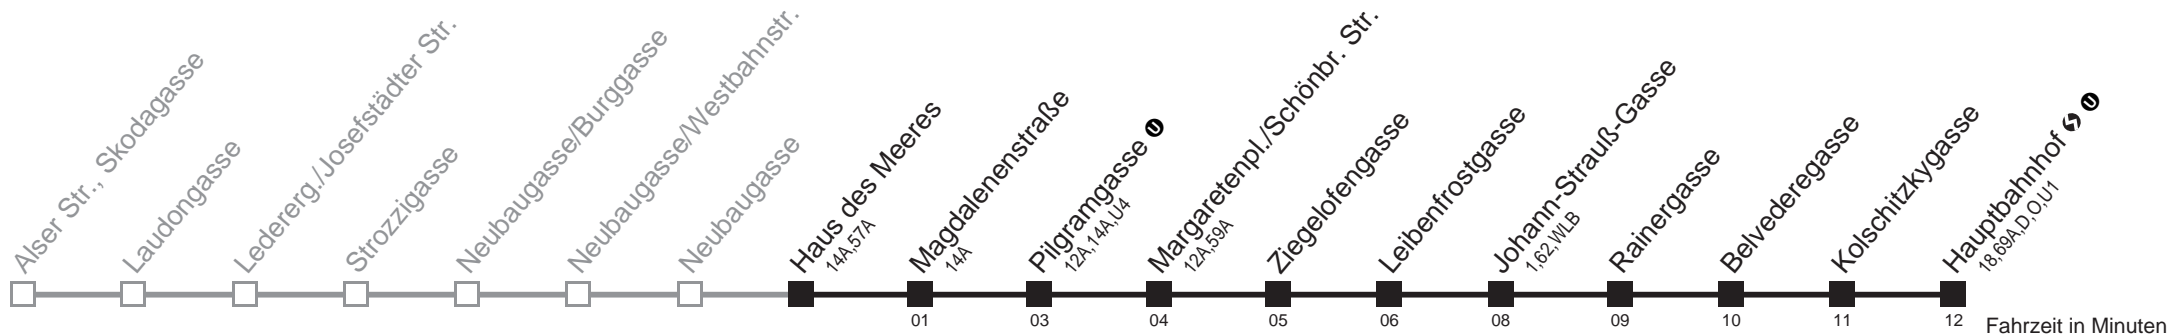 Alser Str., Skodagasse
Laudongasse
Ledererg./Josefstädter Str.
Strozzigasse
Neubaugasse/Burggasse
Neubaugasse/Westbahnstr.
Neubaugasse
Haus des Meeres
14A,57A
Magdalenenstraße
14A
Pilgramgasse U
12A,14A,U4
Margaretenpl./Schönbr. Str.
12A,59A
Ziegelofengasse
Leibenfrostgasse
Johann-Strauß-Gasse
1,62,WLB
Rainergasse
Belvederegasse
Kolschitzkygasse
Hauptbahnhof S U
18,69A,D,O,U1
01 03 04 05 06 08 09 10 11 12 Fahrzeit in Minuten